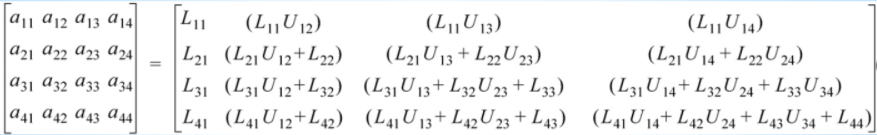 a11 a12 a13 a14 L11 (L11U12) (L11U13) (L11U14)
a21 a22 a23 a24 L21 (L21U12+L22) (L21U13 + L22U23) (L21U14 + L22U24)
=
a31 a32 a33 a34 L31 (L31U12+L32) (L31U13 + L32U23 + L33) (L31U14 + L32U24 + L33U34)
a41 a42 a43 a44 L41 (L41U12+L42) (L41U13 + L42U23 + L43) (L41U14+ L42U24 + L43U34 + L44)